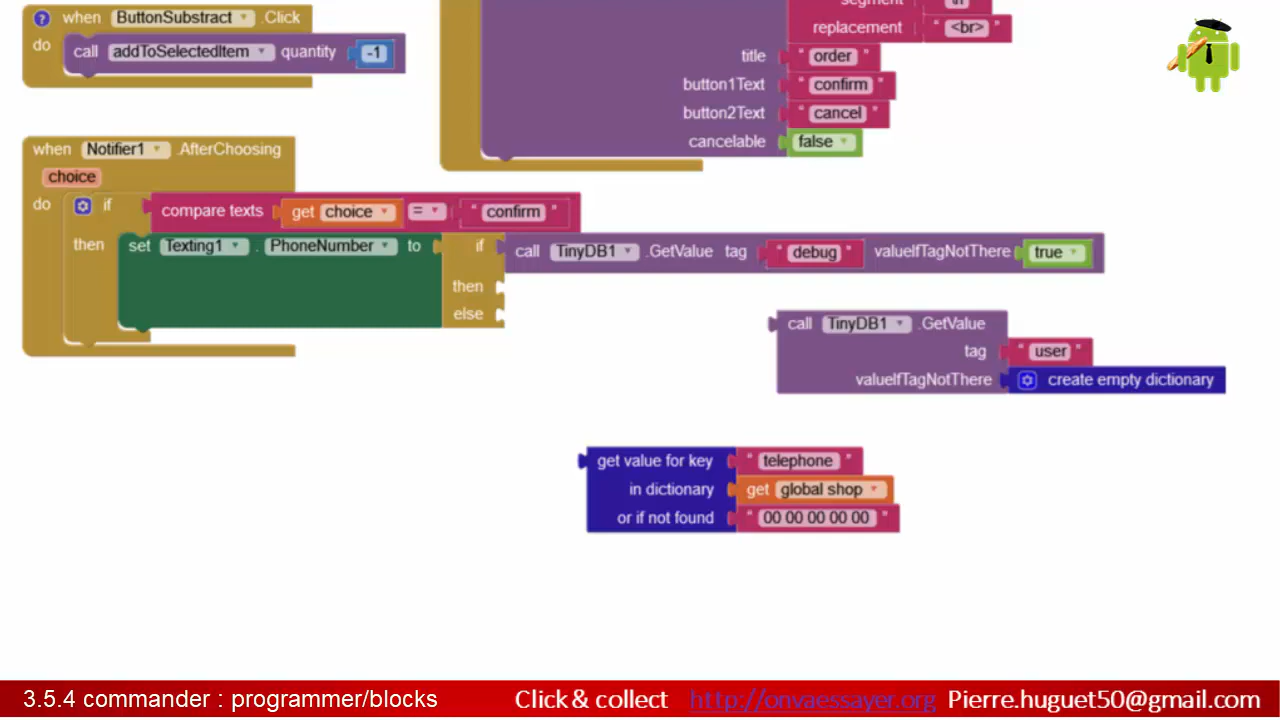 when ButtonSubstract .Click
do call addToSelectedItem quantity -1
replacement " <br> "
title " order "
button1Text " confirm "
button2Text " cancel "
cancelable false
when Notifier1 .AfterChoosing
choice
do if compare texts get choice = " confirm "
then set Texting1 . PhoneNumber to if call TinyDB1 .GetValue tag " debug " valueIfTagNotThere true
then
else
call TinyDB1 .GetValue
tag " user "
valueIfTagNotThere create empty dictionary
get value for key " telephone "
in dictionary get global shop
or if not found " 00 00 00 00 00 "
3.5.4 commander : programmer/blocks Click & collect http://onvaessayer.org Pierre.huguet50@gmail.com